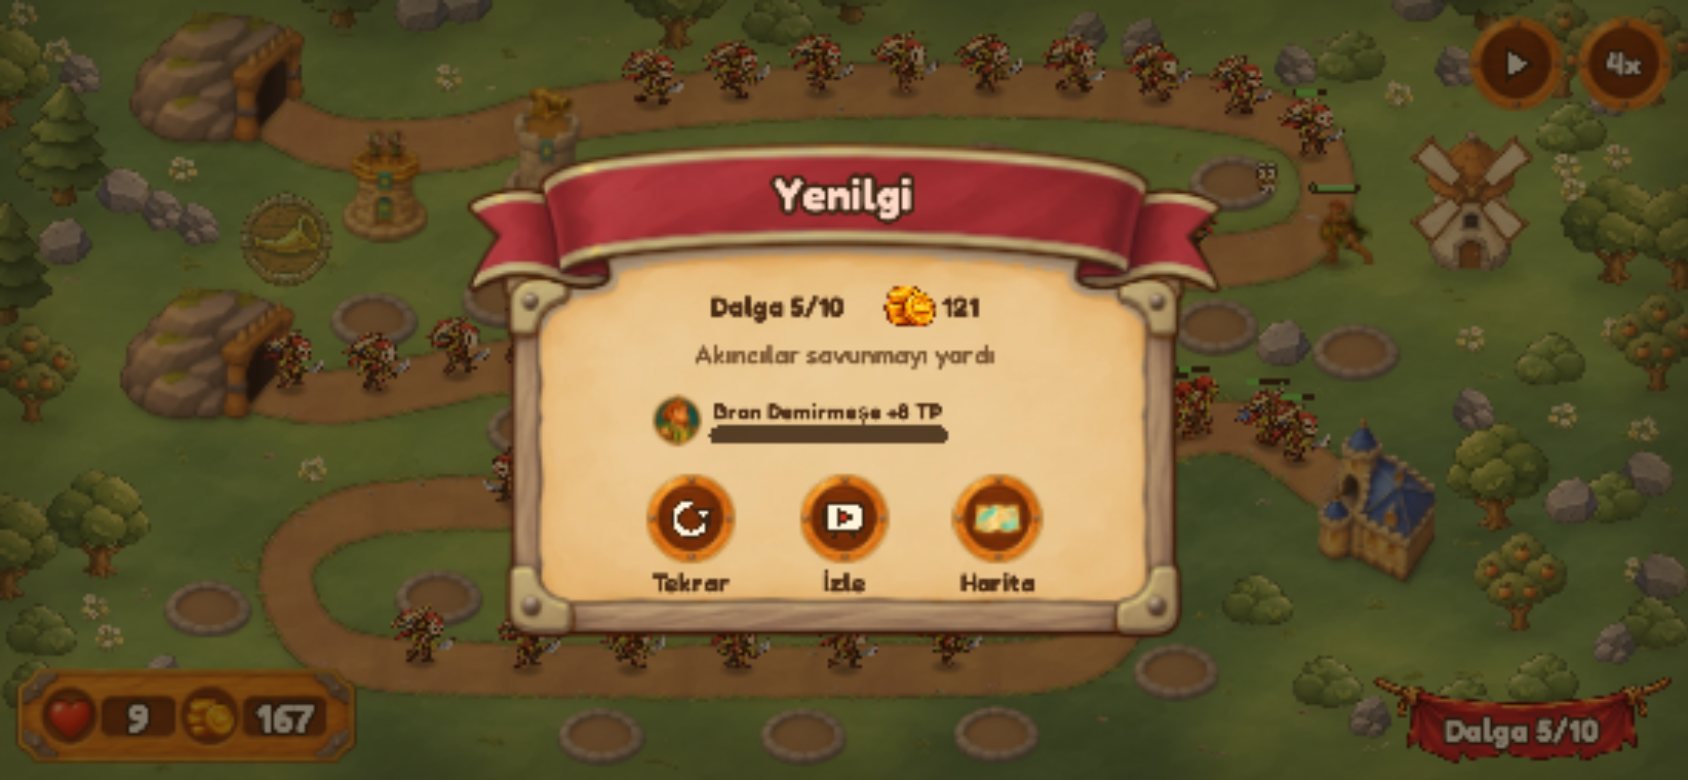 4x
Yenilgi
Dalga 5/10 121
Akıncılar savunmayı yardı
Bran Demirmeşe +8 TP
Tekrar İzle Harita
9 167
Dalga 5/10